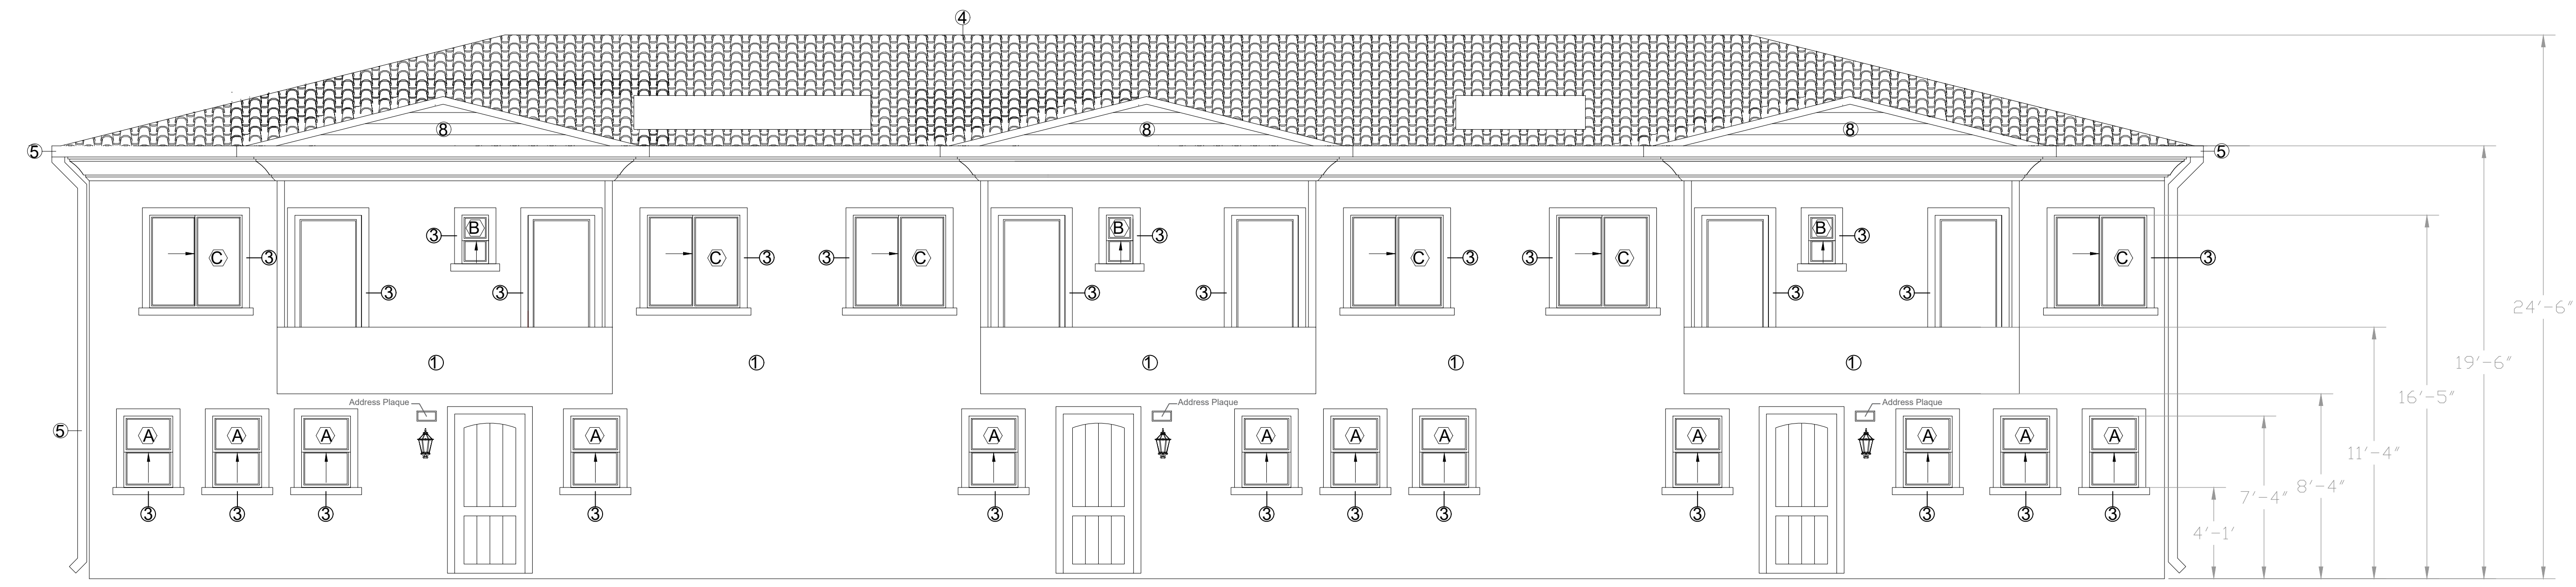 4
8 8 8
5 5
B B B
3 3 3
C 3 C 3 3 C C 3 3 C C 3
3 3 3 3 3 3
24'-6"
1 1 1 1 1
19'-6"
16'-5"
Address Plaque Address Plaque Address Plaque
5 A A A A A A A A A A A A
11'-4"
8'-4"
7'-4"
3 3 3 3 3 3 3 3 3 3 3 3
4'-1'